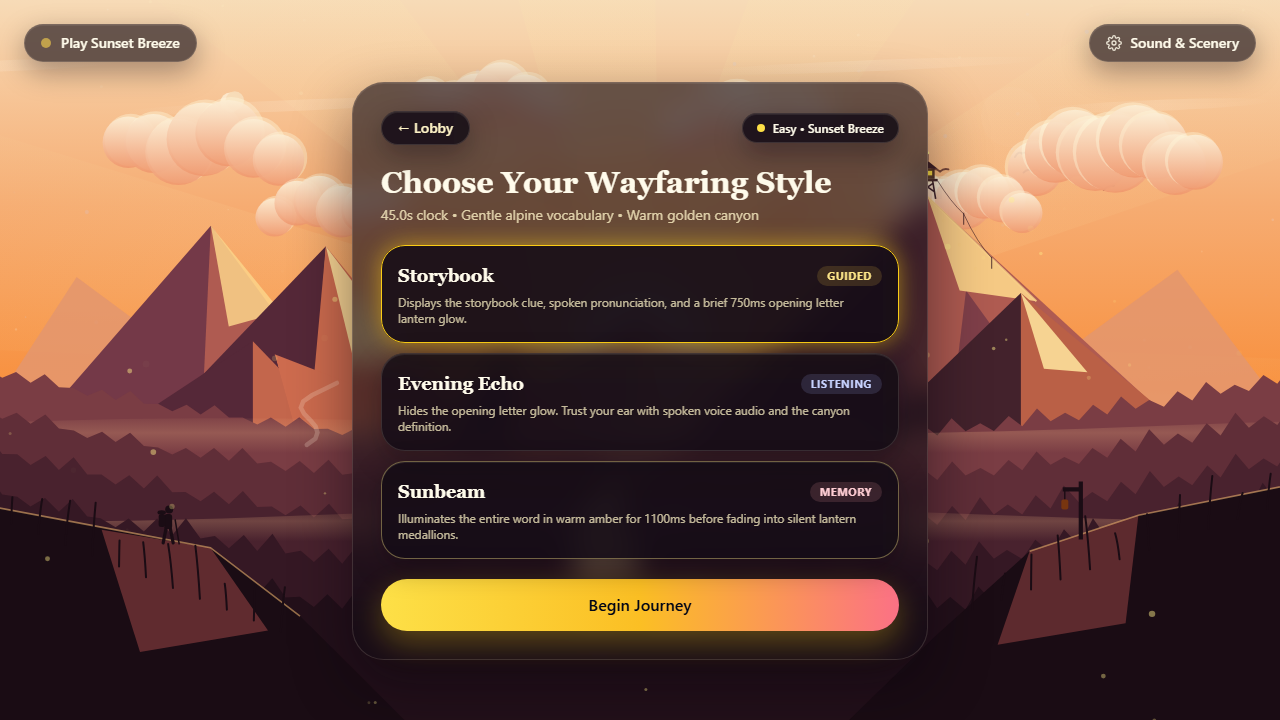 Play Sunset Breeze
Sound & Scenery
← Lobby
Easy • Sunset Breeze
Choose Your Wayfaring Style
45.0s clock • Gentle alpine vocabulary • Warm golden canyon
Storybook
GUIDED
Displays the storybook clue, spoken pronunciation, and a brief 750ms opening letter
lantern glow.
Evening Echo
LISTENING
Hides the opening letter glow. Trust your ear with spoken voice audio and the canyon
definition.
Sunbeam
MEMORY
Illuminates the entire word in warm amber for 1100ms before fading into silent lantern
medallions.
Begin Journey